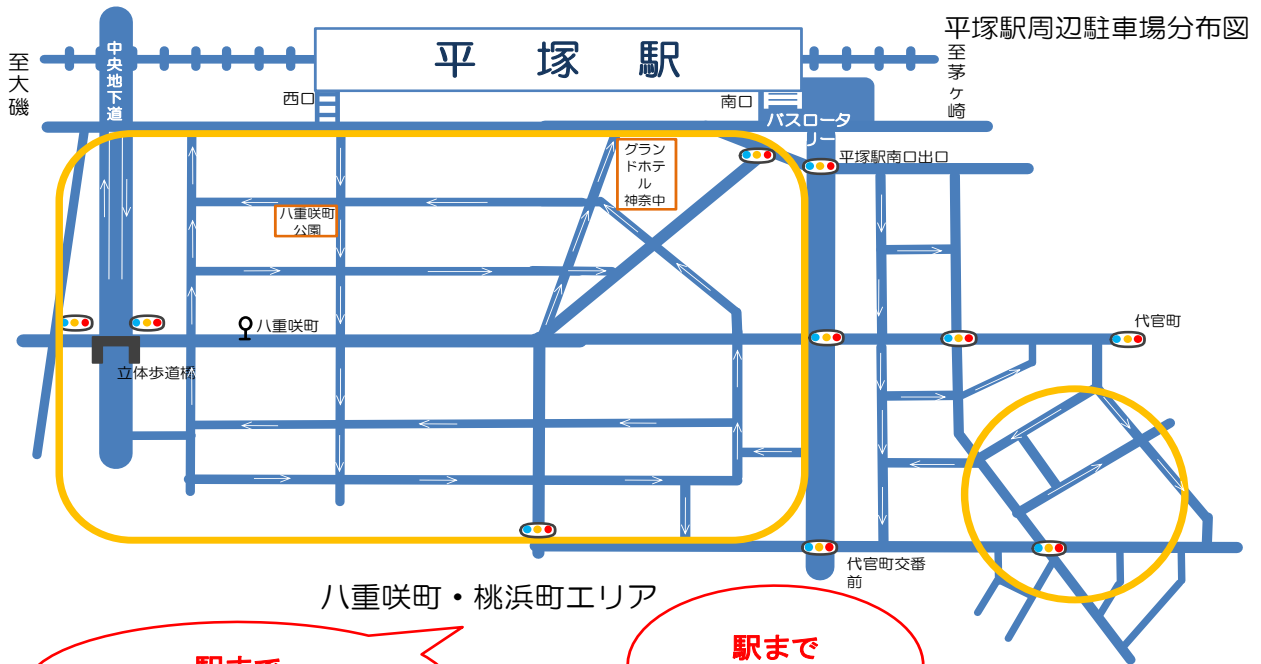 平塚駅周辺駐車場分布図
至大磯
中央地下道
平塚駅
至茅ヶ崎
西口
南口
バスロータ
リー
グラン
ドホテ
ル
神奈中
平塚駅南口出口
八重咲町
公園
八重咲町
代官町
立体歩道橋
代官町交番
前
八重咲町・桃浜町エリア
駅まで
駅まで